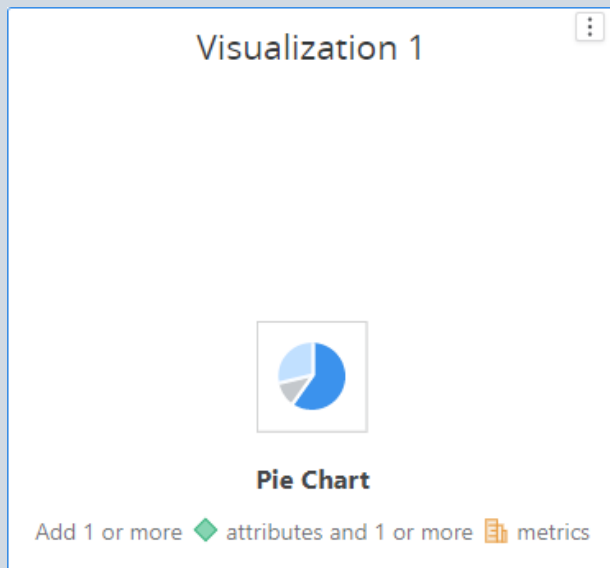 Visualization 1
Pie Chart
Add 1 or more attributes and 1 or more metrics